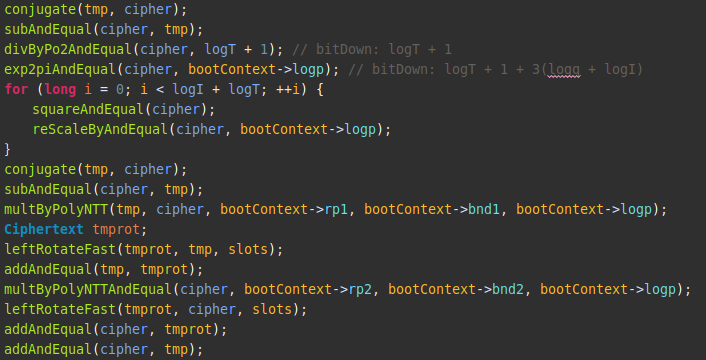 conjugate(tmp, cipher);
subAndEqual(cipher, tmp);
divByPo2AndEqual(cipher, logT + 1); // bitDown: logT + 1
exp2piAndEqual(cipher, bootContext->logp); // bitDown: logT + 1 + 3(logq + logI)
for (long i = 0; i < logI + logT; ++i) {
    squareAndEqual(cipher);
    reScaleByAndEqual(cipher, bootContext->logp);
}
conjugate(tmp, cipher);
subAndEqual(cipher, tmp);
multByPolyNTT(tmp, cipher, bootContext->rp1, bootContext->bnd1, bootContext->logp);
Ciphertext tmprot;
leftRotateFast(tmprot, tmp, slots);
addAndEqual(tmp, tmprot);
multByPolyNTTAndEqual(cipher, bootContext->rp2, bootContext->bnd2, bootContext->logp);
leftRotateFast(tmprot, cipher, slots);
addAndEqual(cipher, tmprot);
addAndEqual(cipher, tmp);